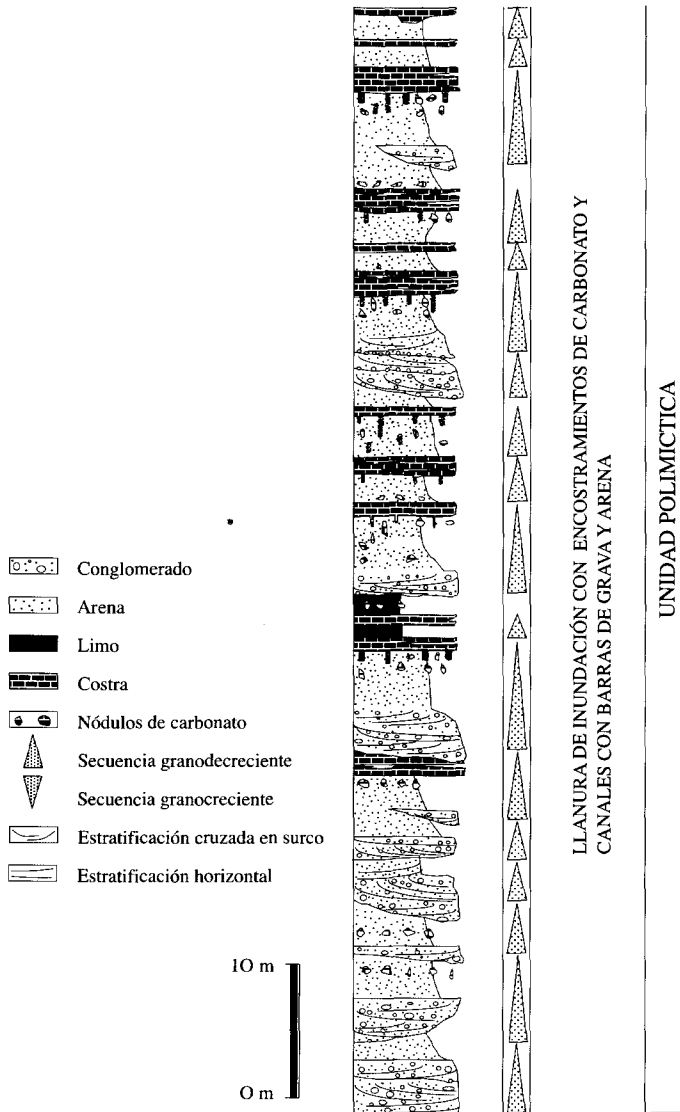 Conglomerado
Arena
Limo
Costra
Nódulos de carbonato
Secuencia granodecreciente
Secuencia granocreciente
Estratificación cruzada en surco
Estratificación horizontal
10 m
0 m
LLANURA DE INUNDACIÓN CON ENCOSTRAMIENTOS DE CARBONATO Y
CANALES CON BARRAS DE GRAVA Y ARENA
UNIDAD POLIMICTICA